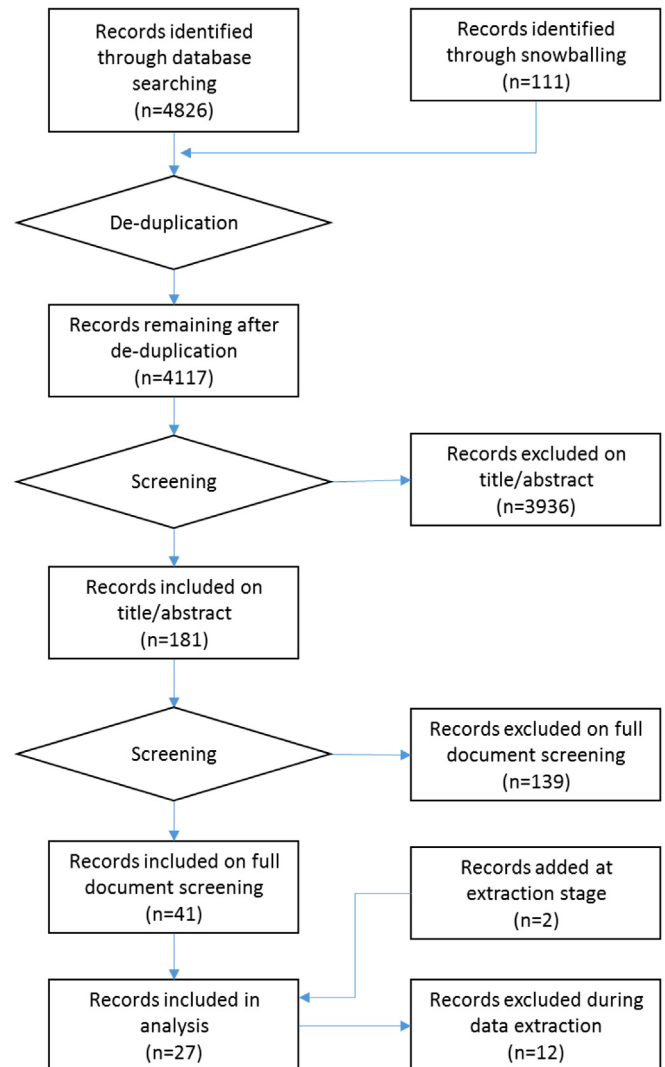 Records identified
through database
searching
(n=4826)
Records identified
through snowballing
(n=111)
De-duplication
Records remaining after
de-duplication
(n=4117)
Screening
Records excluded on
title/abstract
(n=3936)
Records included on
title/abstract
(n=181)
Screening
Records excluded on full
document screening
(n=139)
Records included on full
document screening
(n=41)
Records added at
extraction stage
(n=2)
Records included in
analysis
(n=27)
Records excluded during
data extraction
(n=12)